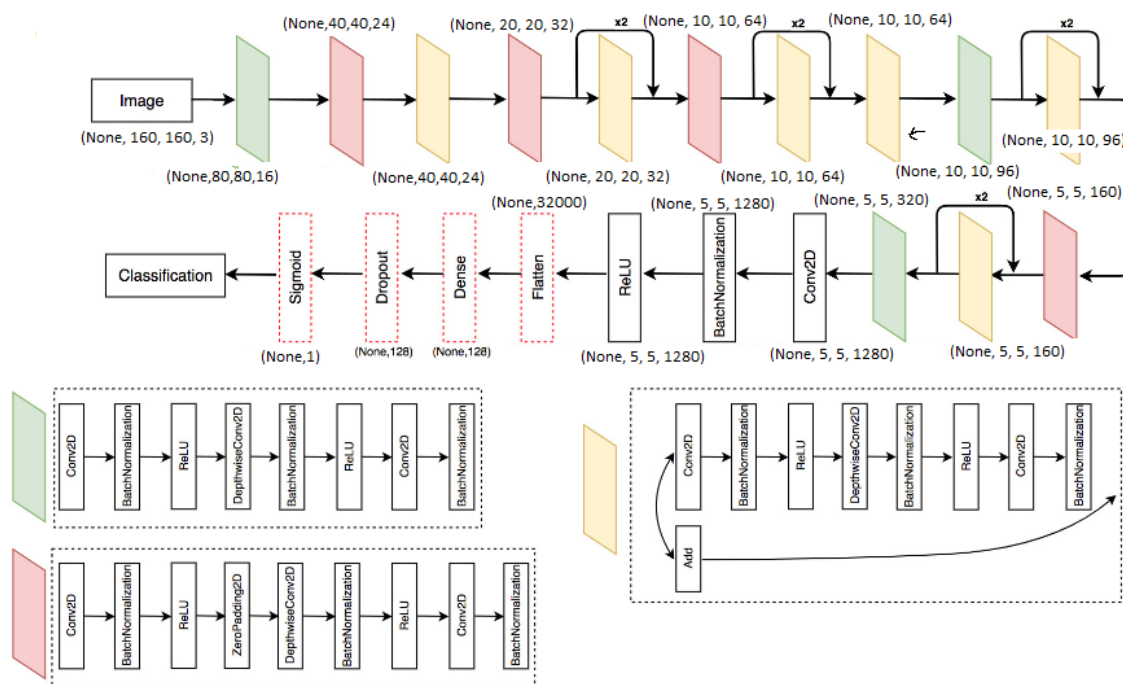 (None,40,40,24)
(None, 20, 20, 32)
x2
(None, 10, 10, 64)
x2
(None, 10, 10, 64)
x2
Image
(None, 160, 160, 3)
(None,80,80,16)
(None,40,40,24)
(None, 20, 20, 32)
(None, 10, 10, 64)
(None, 10, 10, 96)
(None, 10, 10, 96)
(None,32000)
(None, 5, 5, 1280)
(None, 5, 5, 320)
x2
(None, 5, 5, 160)
Classification
Sigmoid
Dropout
Dense
Flatten
ReLU
BatchNormalization
Conv2D
(None,1)
(None,128)
(None,128)
(None, 5, 5, 1280)
(None, 5, 5, 1280)
(None, 5, 5, 160)
Conv2D
BatchNormalization
ReLU
DepthwiseConv2D
BatchNormalization
ReLU
Conv2D
BatchNormalization
Conv2D
BatchNormalization
ReLU
DepthwiseConv2D
BatchNormalization
ReLU
Conv2D
BatchNormalization
Add
Conv2D
BatchNormalization
ReLU
ZeroPadding2D
DepthwiseConv2D
BatchNormalization
ReLU
Conv2D
BatchNormalization